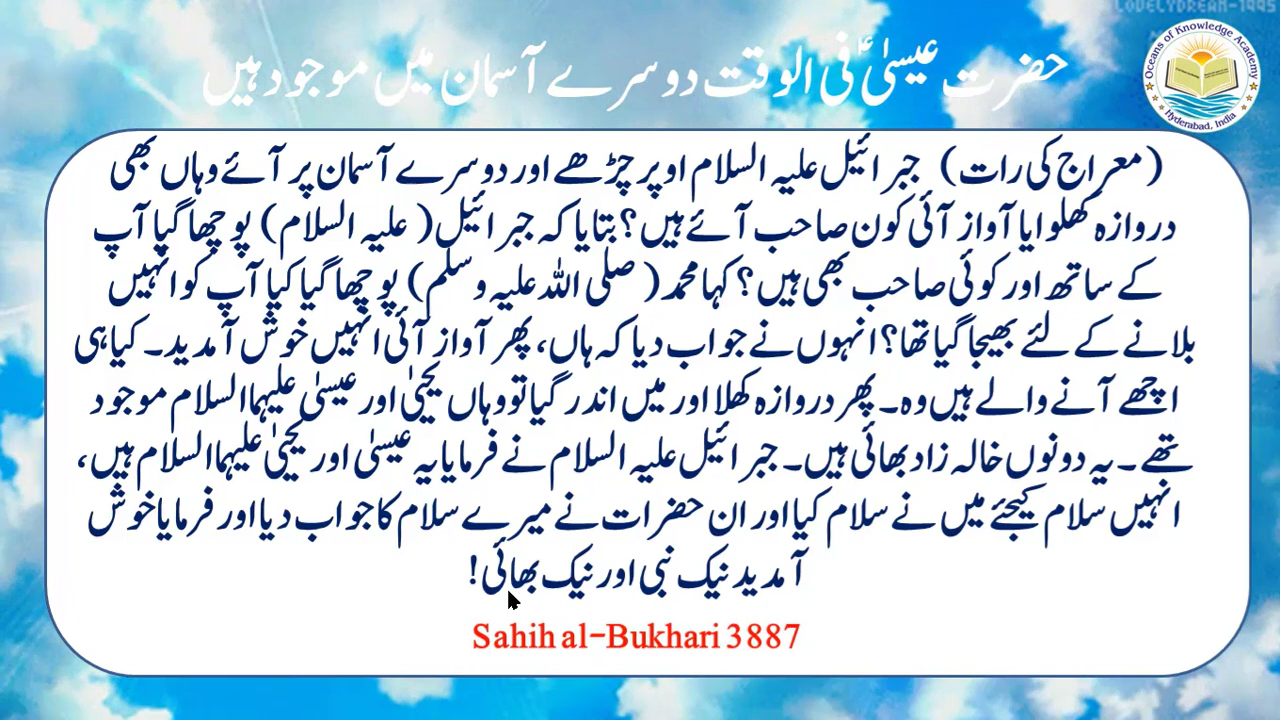 LOVELYDREAM-1995
Oceans of Knowledge Academy
Hyderabad, India
حضرت عیسیٰؑ فی الوقت دوسرے آسمان میں موجود ہیں
(معراج کی رات) جبرائیل علیہ السلام اوپر چڑھے اور دوسرے آسمان پر آئے وہاں بھی
دروازہ کھلوایا آواز آئی کون صاحب آئے ہیں؟ بتایا کہ جبرائیل (علیہ السلام) پوچھا گیا آپ
کے ساتھ اور کوئی صاحب بھی ہیں؟ کہا محمد (صلی اللہ علیہ وسلم) پوچھا گیا کیا آپ کو انہیں
بلانے کے لئے بھیجا گیا تھا؟ انہوں نے جواب دیا کہ ہاں، پھر آواز آئی انہیں خوش آمدید۔ کیا ہی
اچھے آنے والے ہیں وہ۔ پھر دروازہ کھلا اور میں اندر گیا تو وہاں یحییٰ اور عیسیٰ علیہما السلام موجود
تھے۔ یہ دونوں خالہ زاد بھائی ہیں۔ جبرائیل علیہ السلام نے فرمایا یہ عیسیٰ اور یحییٰ علیہما السلام ہیں،
انہیں سلام کیجئے میں نے سلام کیا اور ان حضرات نے میرے سلام کا جواب دیا اور فرمایا خوش
آمدید نیک نبی اور نیک بھائی!
Sahih al-Bukhari 3887